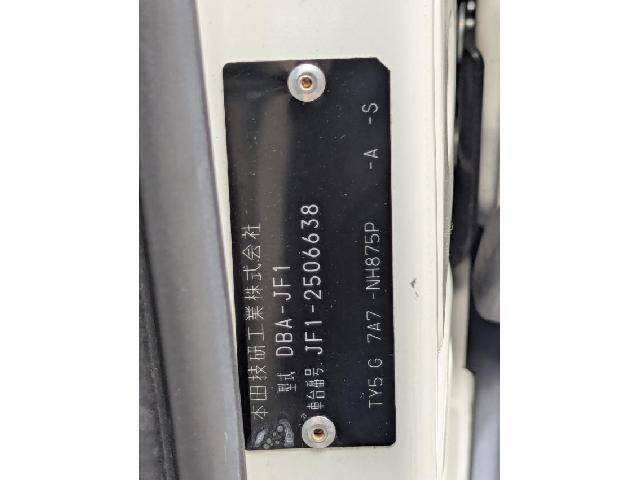 本田技研工業株式会社
型式 DBA-JF1
車台番号 JF1-2506638
TY5 G 7A7 -NH875P -A -S